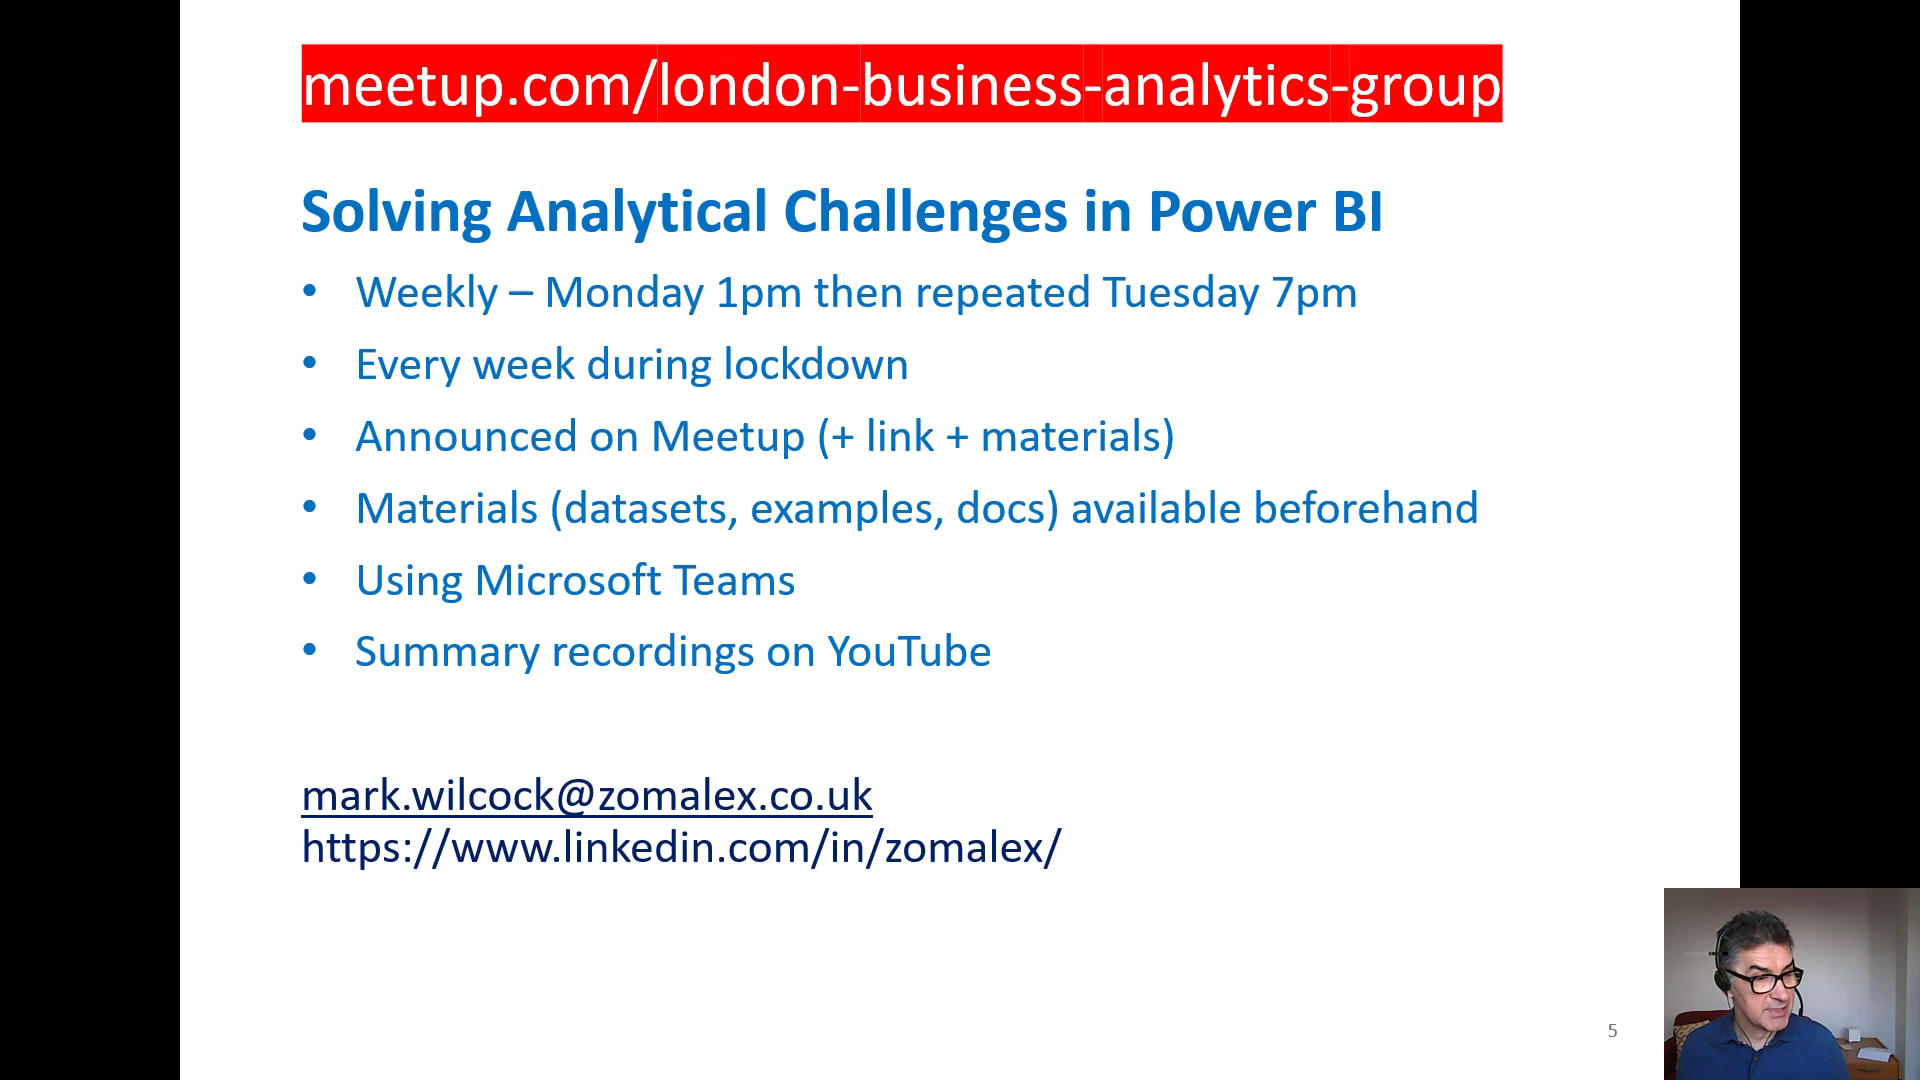 meetup.com/london-business-analytics-group
Solving Analytical Challenges in Power BI
• Weekly – Monday 1pm then repeated Tuesday 7pm
• Every week during lockdown
• Announced on Meetup (+ link + materials)
• Materials (datasets, examples, docs) available beforehand
• Using Microsoft Teams
• Summary recordings on YouTube
mark.wilcock@zomalex.co.uk
https://www.linkedin.com/in/zomalex/
5